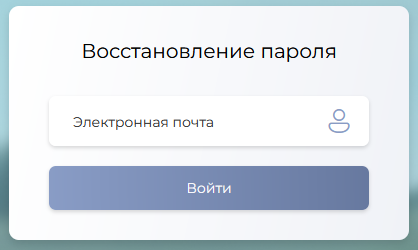 Восстановление пароля
Электронная почта
Войти